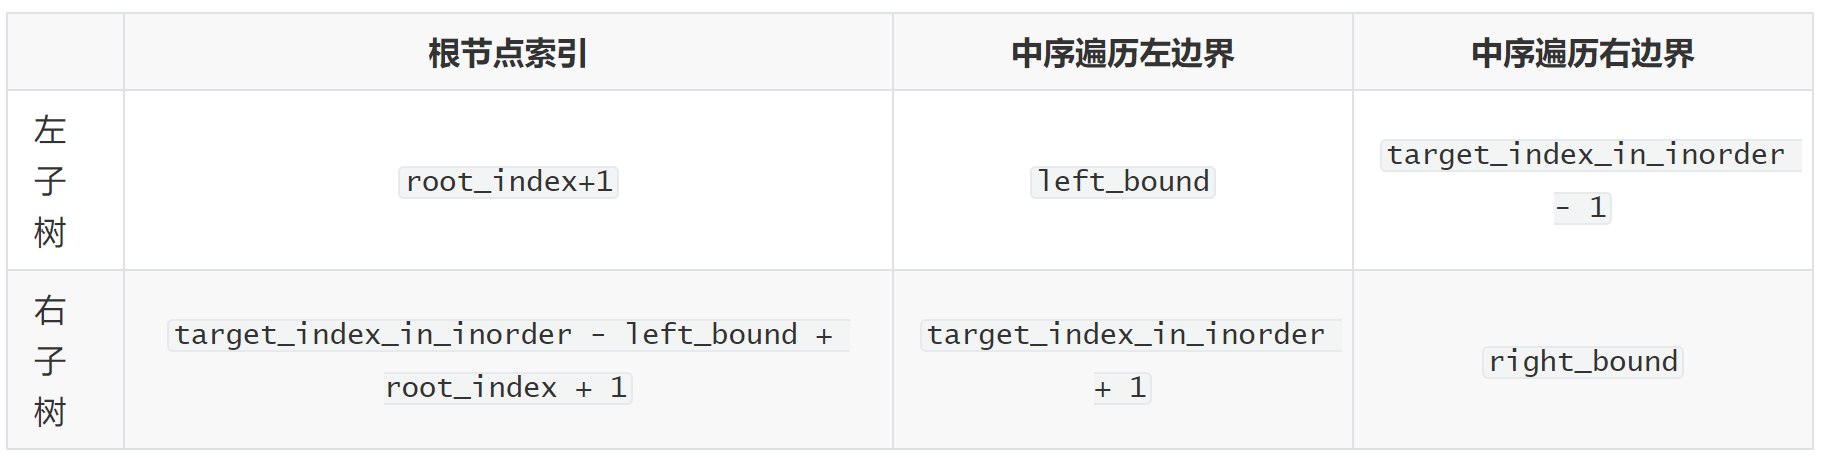 根节点索引 中序遍历左边界 中序遍历右边界
左
子
树
root_index+1
left_bound
target_index_in_inorder
- 1
右
子
树
target_index_in_inorder - left_bound +
root_index + 1
target_index_in_inorder
+ 1
right_bound